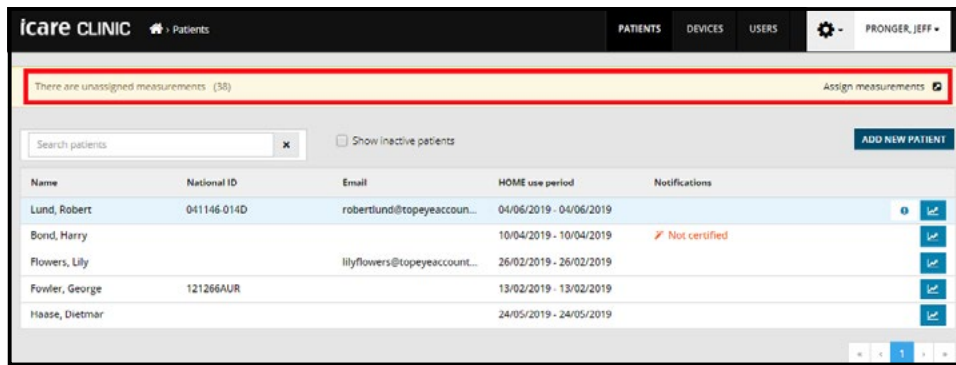 icare CLINIC › Patients PATIENTS DEVICES USERS PRONGER, JEFF
There are unassigned measurements (38) Assign measurements
Search patients x Show inactive patients ADD NEW PATIENT
Name National ID Email HOME use period Notifications
Lund, Robert 041146-014D robertlund@topeyeaccoun... 04/06/2019 - 04/06/2019
Bond, Harry 10/04/2019 - 10/04/2019 Not certified
Flowers, Lily lilyflowers@topeyeaccount... 26/02/2019 - 26/02/2019
Fowler, George 121266AUR 13/02/2019 - 13/02/2019
Haase, Dietmar 24/05/2019 - 24/05/2019
« ‹ 1 › »